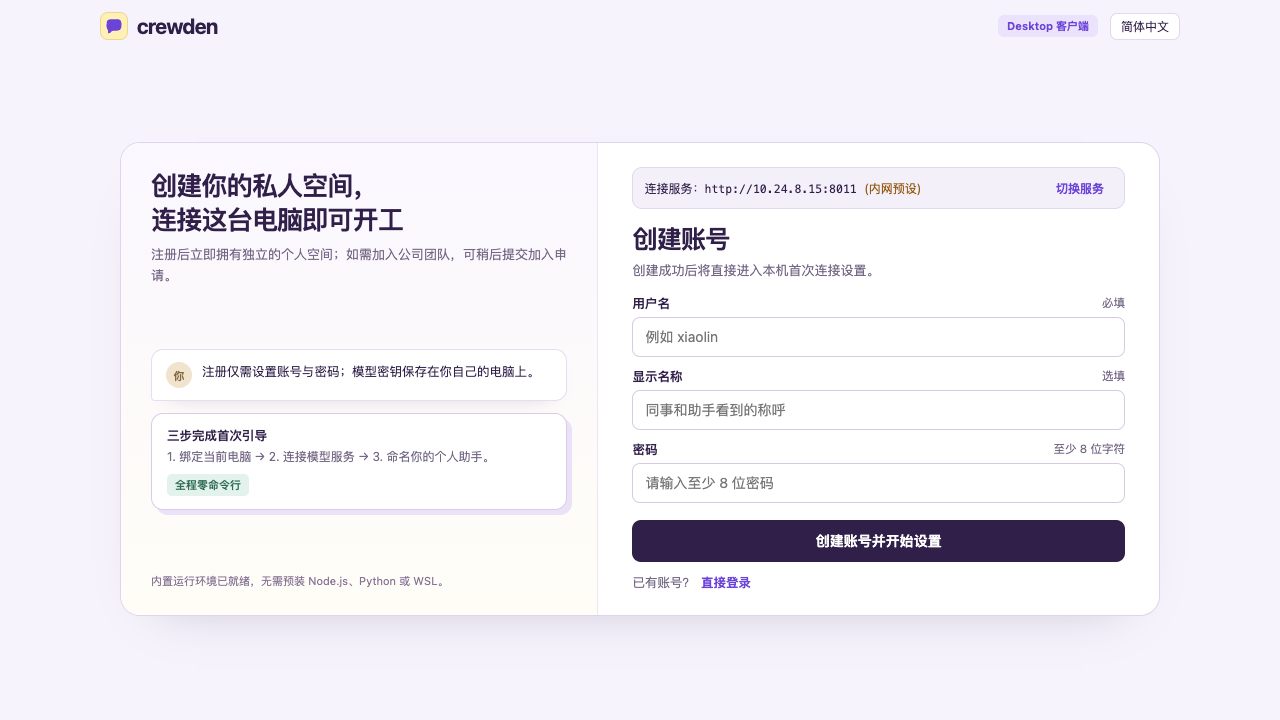 crewden
Desktop 客户端
简体中文
创建你的私人空间，
连接这台电脑即可开工
注册后立即拥有独立的个人空间；如需加入公司团队，可稍后提交加入申
请。
你
注册仅需设置账号与密码；模型密钥保存在你自己的电脑上。
三步完成首次引导
1. 绑定当前电脑 → 2. 连接模型服务 → 3. 命名你的个人助手。
全程零命令行
内置运行环境已就绪，无需预装 Node.js、Python 或 WSL。
连接服务：http://10.24.8.15:8011 (内网预设)
切换服务
创建账号
创建成功后将直接进入本机首次连接设置。
用户名
必填
例如 xiaolin
显示名称
选填
同事和助手看到的称呼
密码
至少 8 位字符
请输入至少 8 位密码
创建账号并开始设置
已有账号？ 直接登录